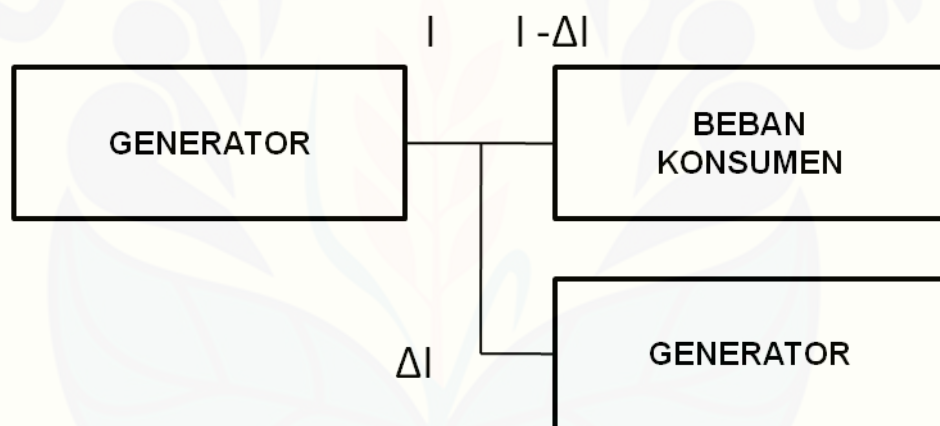 I
I -ΔI
GENERATOR
BEBAN
KONSUMEN
GENERATOR
ΔI